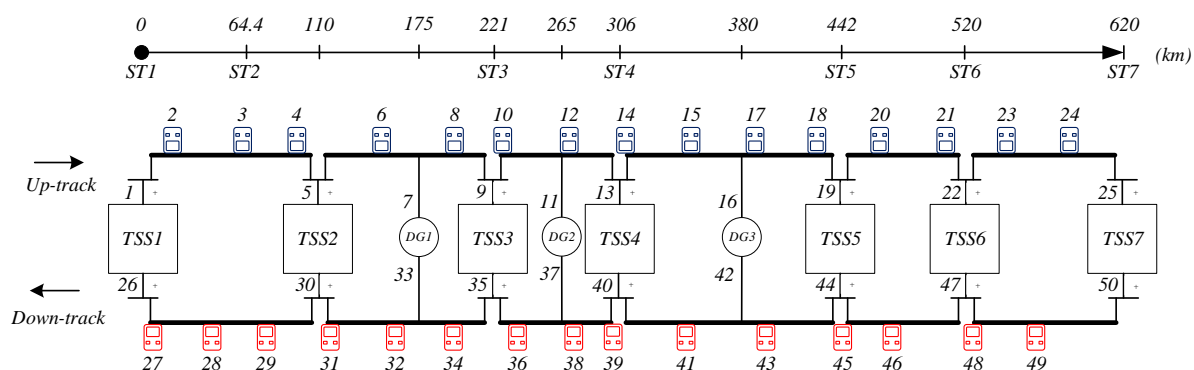 0 64.4 110 175 221 265 306 380 442 520 620
(km)
ST1 ST2 ST3 ST4 ST5 ST6 ST7
2 3 4 6 8 10 12 14 15 17 18 20 21 23 24
Up-track
1 5 7 9 11 13 16 19 22 25
+ + + + + + +
TSS1 TSS2 DG1 TSS3 DG2 TSS4 DG3 TSS5 TSS6 TSS7
26 30 33 35 37 40 42 44 47 50
+ + + + + + +
Down-track
27 28 29 31 32 34 36 38 39 41 43 45 46 48 49